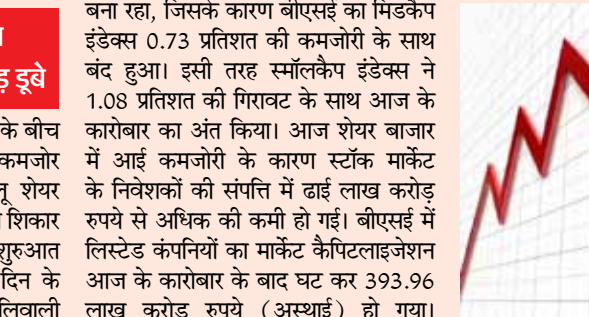 ड़ डूबे
के बीच
कमजोर
शेयर
शिकार
शुरुआत
दिन के
लिवाली
बना रहा, जिसके कारण बीएसई का मिडकैप
इंडेक्स 0.73 प्रतिशत की कमजोरी के साथ
बंद हुआ। इसी तरह स्मॉलकैप इंडेक्स ने
1.08 प्रतिशत की गिरावट के साथ आज के
कारोबार का अंत किया। आज शेयर बाजार
में आई कमजोरी के कारण स्टॉक मार्केट
के निवेशकों की संपत्ति में ढाई लाख करोड़
रुपये से अधिक की कमी हो गई। बीएसई में
लिस्टेड कंपनियों का मार्केट कैपिटलाइजेशन
आज के कारोबार के बाद घट कर 393.96
लाख करोड़ रुपये (अस्थाई) हो गया।